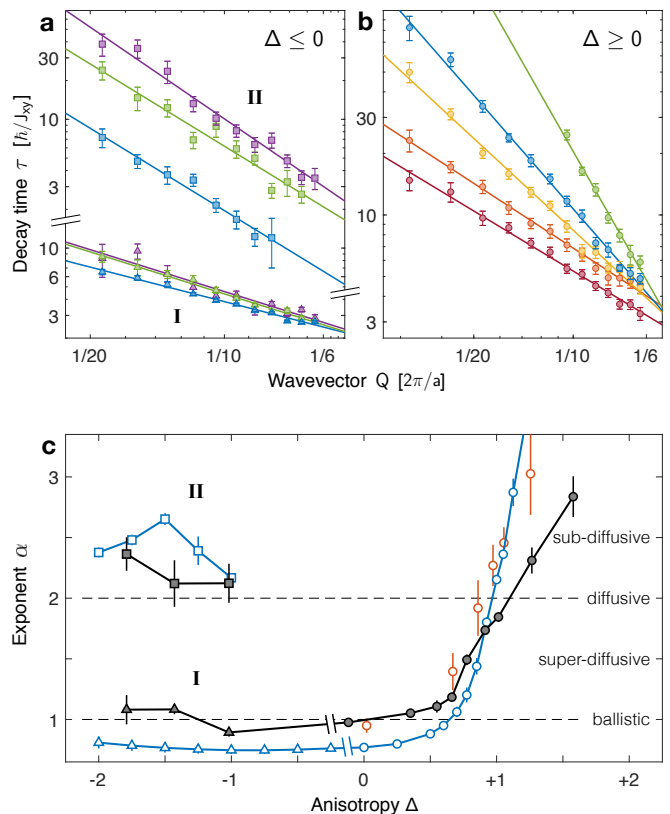 a
Δ ≤ 0
b
Δ ≥ 0
Decay time τ [ħ/Jxy]
30
10
3
10
6
3
II
I
1/20
1/10
1/6
30
10
3
1/20
1/10
1/6
Wavevector Q [2π/a]
c
Exponent α
3
2
1
II
I
sub-diffusive
diffusive
super-diffusive
ballistic
-2
-1
0
+1
+2
Anisotropy Δ